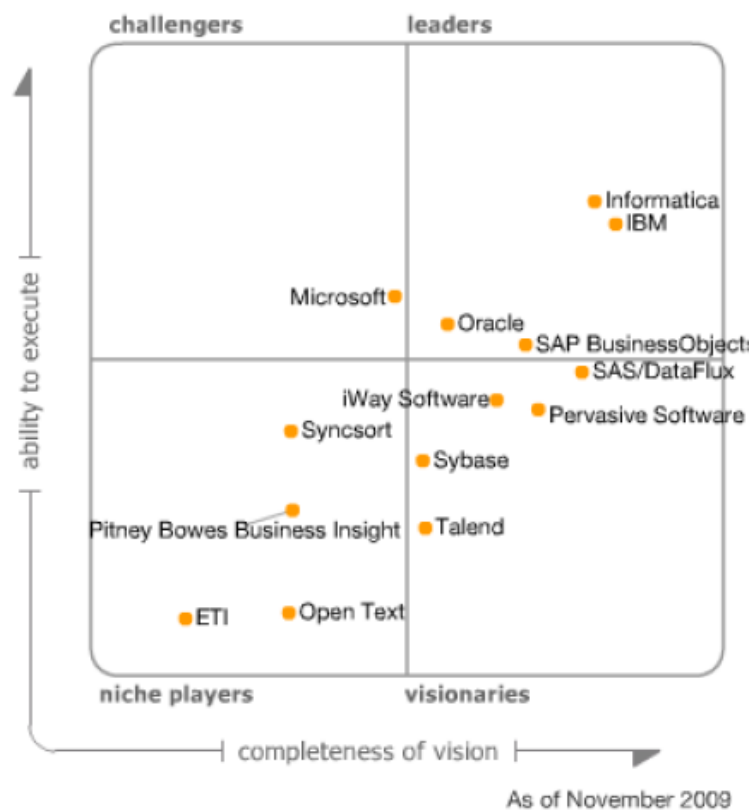 challengers
leaders
ability to execute
Informatica
IBM
Microsoft
Oracle
SAP BusinessObjects
SAS/DataFlux
iWay Software
Pervasive Software
Syncsort
Sybase
Pitney Bowes Business Insight
Talend
ETI
Open Text
niche players
visionaries
completeness of vision
As of November 2009